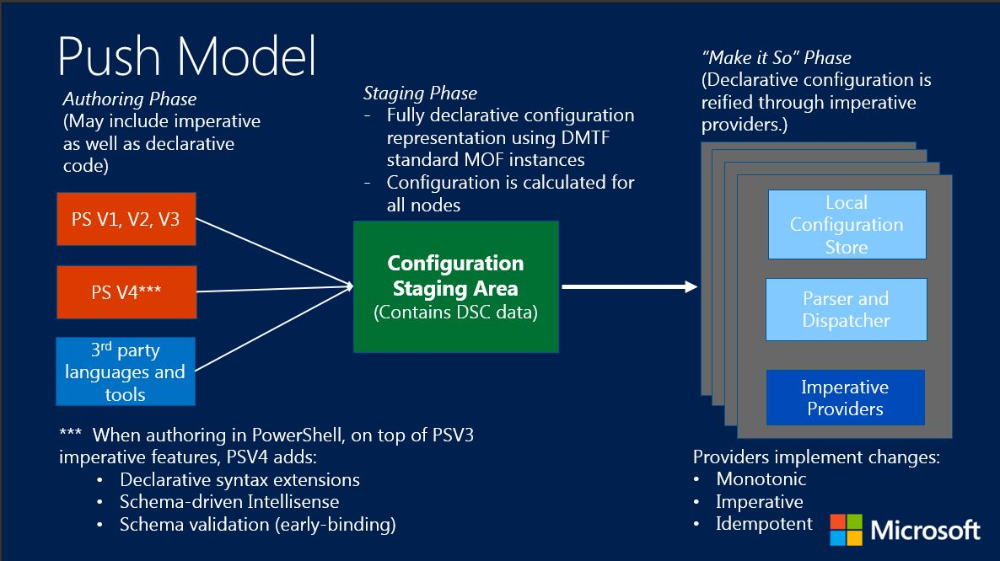 Push Model
Authoring Phase
(May include imperative
as well as declarative
code)
PS V1, V2, V3
PS V4***
3rd party
languages and
tools
*** When authoring in PowerShell, on top of PSV3
imperative features, PSV4 adds:
• Declarative syntax extensions
• Schema-driven Intellisense
• Schema validation (early-binding)
Staging Phase
- Fully declarative configuration
representation using DMTF
standard MOF instances
- Configuration is calculated for
all nodes
Configuration
Staging Area
(Contains DSC data)
“Make it So” Phase
(Declarative configuration is
reified through imperative
providers.)
Local
Configuration
Store
Parser and
Dispatcher
Imperative
Providers
Providers implement changes:
• Monotonic
• Imperative
• Idempotent
Microsoft